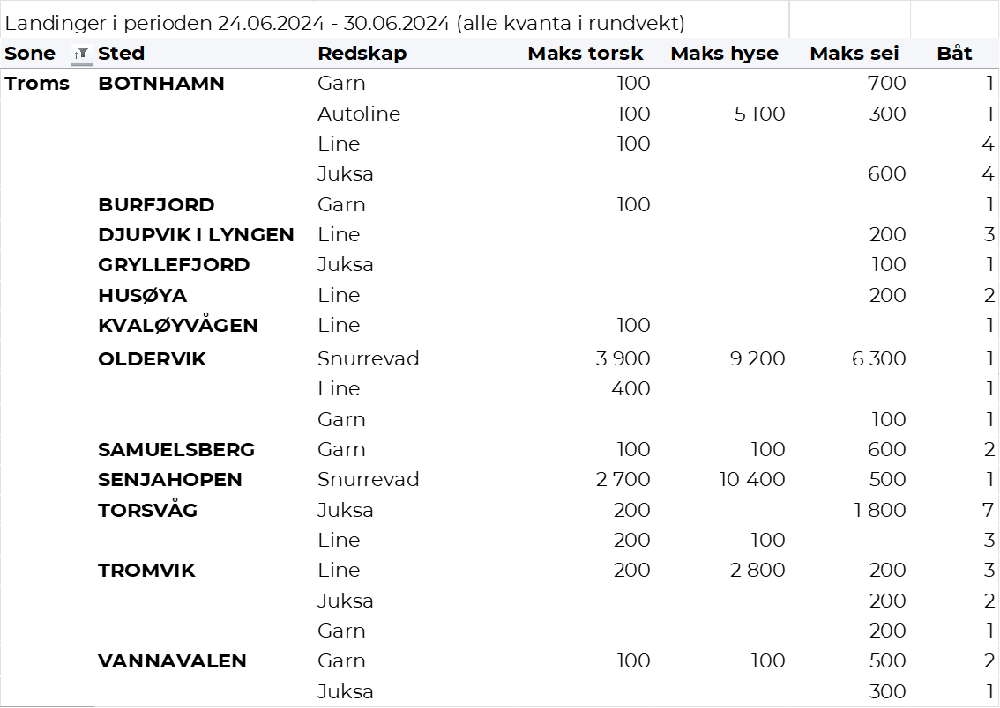 Landinger i perioden 24.06.2024 - 30.06.2024 (alle kvanta i rundvekt)
Sone Sted Redskap Maks torsk Maks hyse Maks sei Båt
Troms BOTNHAMN Garn 100 700 1
Autoline 100 5 100 300 1
Line 100 4
Juksa 600 4
BURFJORD Garn 100 1
DJUPVIK I LYNGEN Line 200 3
GRYLLEFJORD Juksa 100 1
HUSØYA Line 200 2
KVALØYVÅGEN Line 100 1
OLDERVIK Snurrevad 3 900 9 200 6 300 1
Line 400 1
Garn 100 1
SAMUELSBERG Garn 100 100 600 2
SENJAHOPEN Snurrevad 2 700 10 400 500 1
TORSVÅG Juksa 200 1 800 7
Line 200 100 3
TROMVIK Line 200 2 800 200 3
Juksa 200 2
Garn 200 1
VANNAVALEN Garn 100 100 500 2
Juksa 300 1